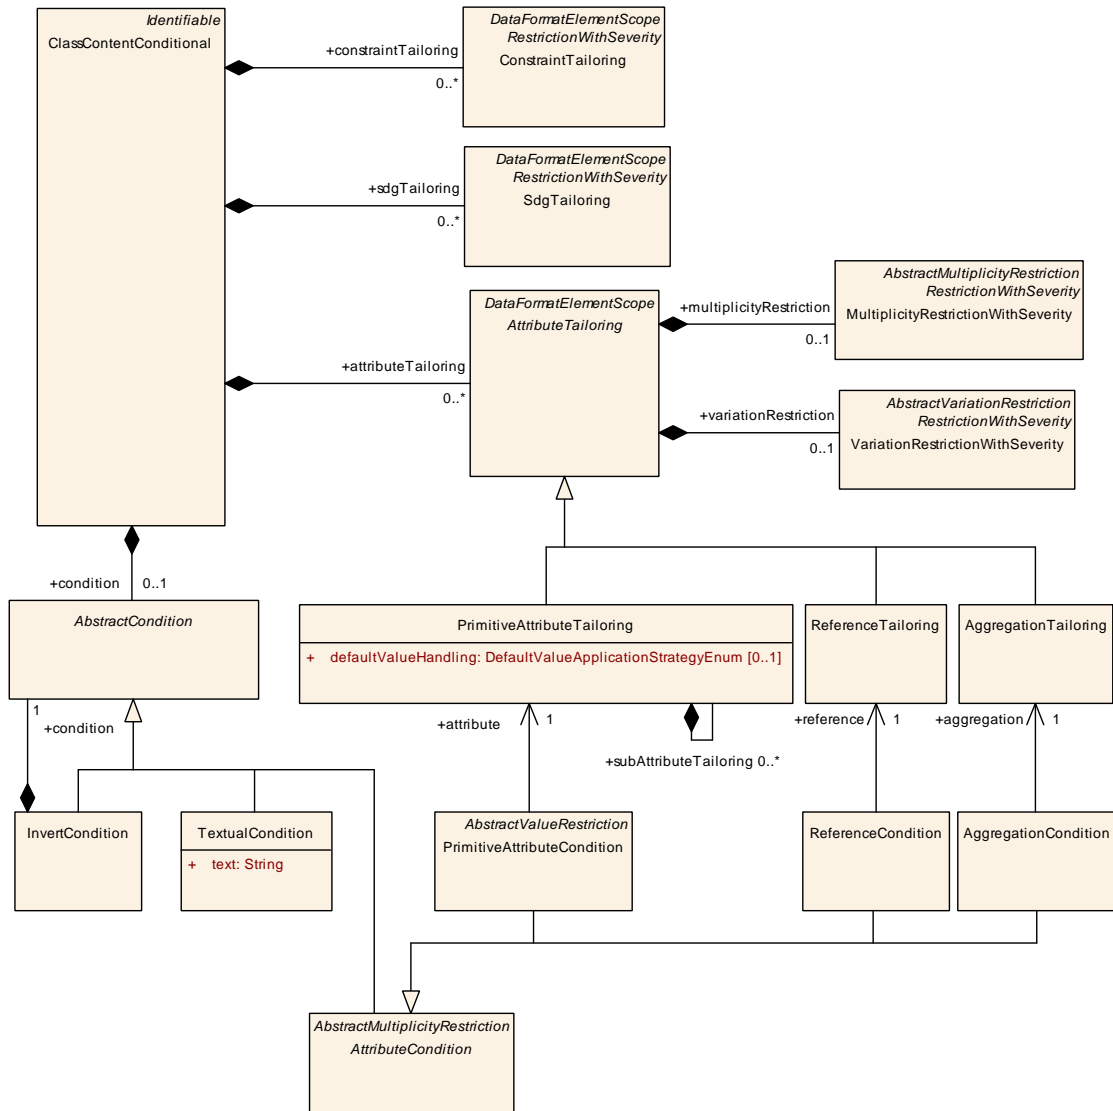 Identifiable
ClassContentConditional
+constraintTailoring
0..*
DataFormatElementScope
RestrictionWithSeverity
ConstraintTailoring
+sdgTailoring
0..*
DataFormatElementScope
RestrictionWithSeverity
SdgTailoring
+attributeTailoring
0..*
DataFormatElementScope
AttributeTailoring
+multiplicityRestriction
0..1
AbstractMultiplicityRestriction
RestrictionWithSeverity
MultiplicityRestrictionWithSeverity
+variationRestriction
0..1
AbstractVariationRestriction
RestrictionWithSeverity
VariationRestrictionWithSeverity
+condition
0..1
AbstractCondition
PrimitiveAttributeTailoring
+ defaultValueHandling: DefaultValueApplicationStrategyEnum [0..1]
ReferenceTailoring
AggregationTailoring
1
+condition
+attribute
1
+subAttributeTailoring 0..*
+reference
1
+aggregation
1
InvertCondition
TextualCondition
+ text: String
AbstractValueRestriction
PrimitiveAttributeCondition
ReferenceCondition
AggregationCondition
AbstractMultiplicityRestriction
AttributeCondition